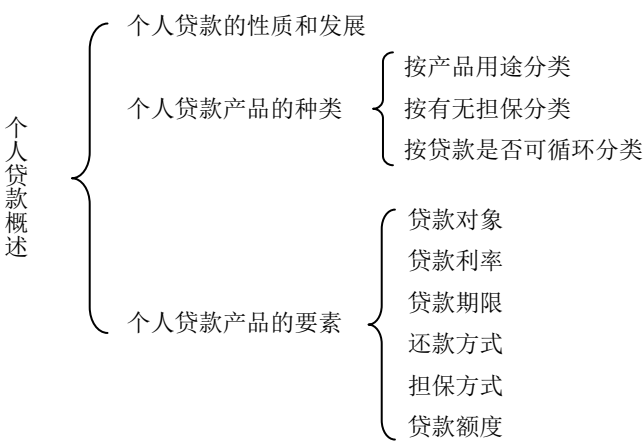 个人贷款概述
个人贷款的性质和发展
个人贷款产品的种类
按产品用途分类
按有无担保分类
按贷款是否可循环分类
个人贷款产品的要素
贷款对象
贷款利率
贷款期限
还款方式
担保方式
贷款额度